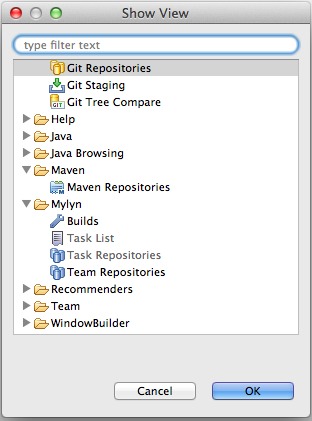 Show View
type filter text
Git Repositories
Git Staging
Git Tree Compare
Help
Java
Java Browsing
Maven
Maven Repositories
Mylyn
Builds
Task List
Task Repositories
Team Repositories
Recommenders
Team
WindowBuilder
Cancel
OK